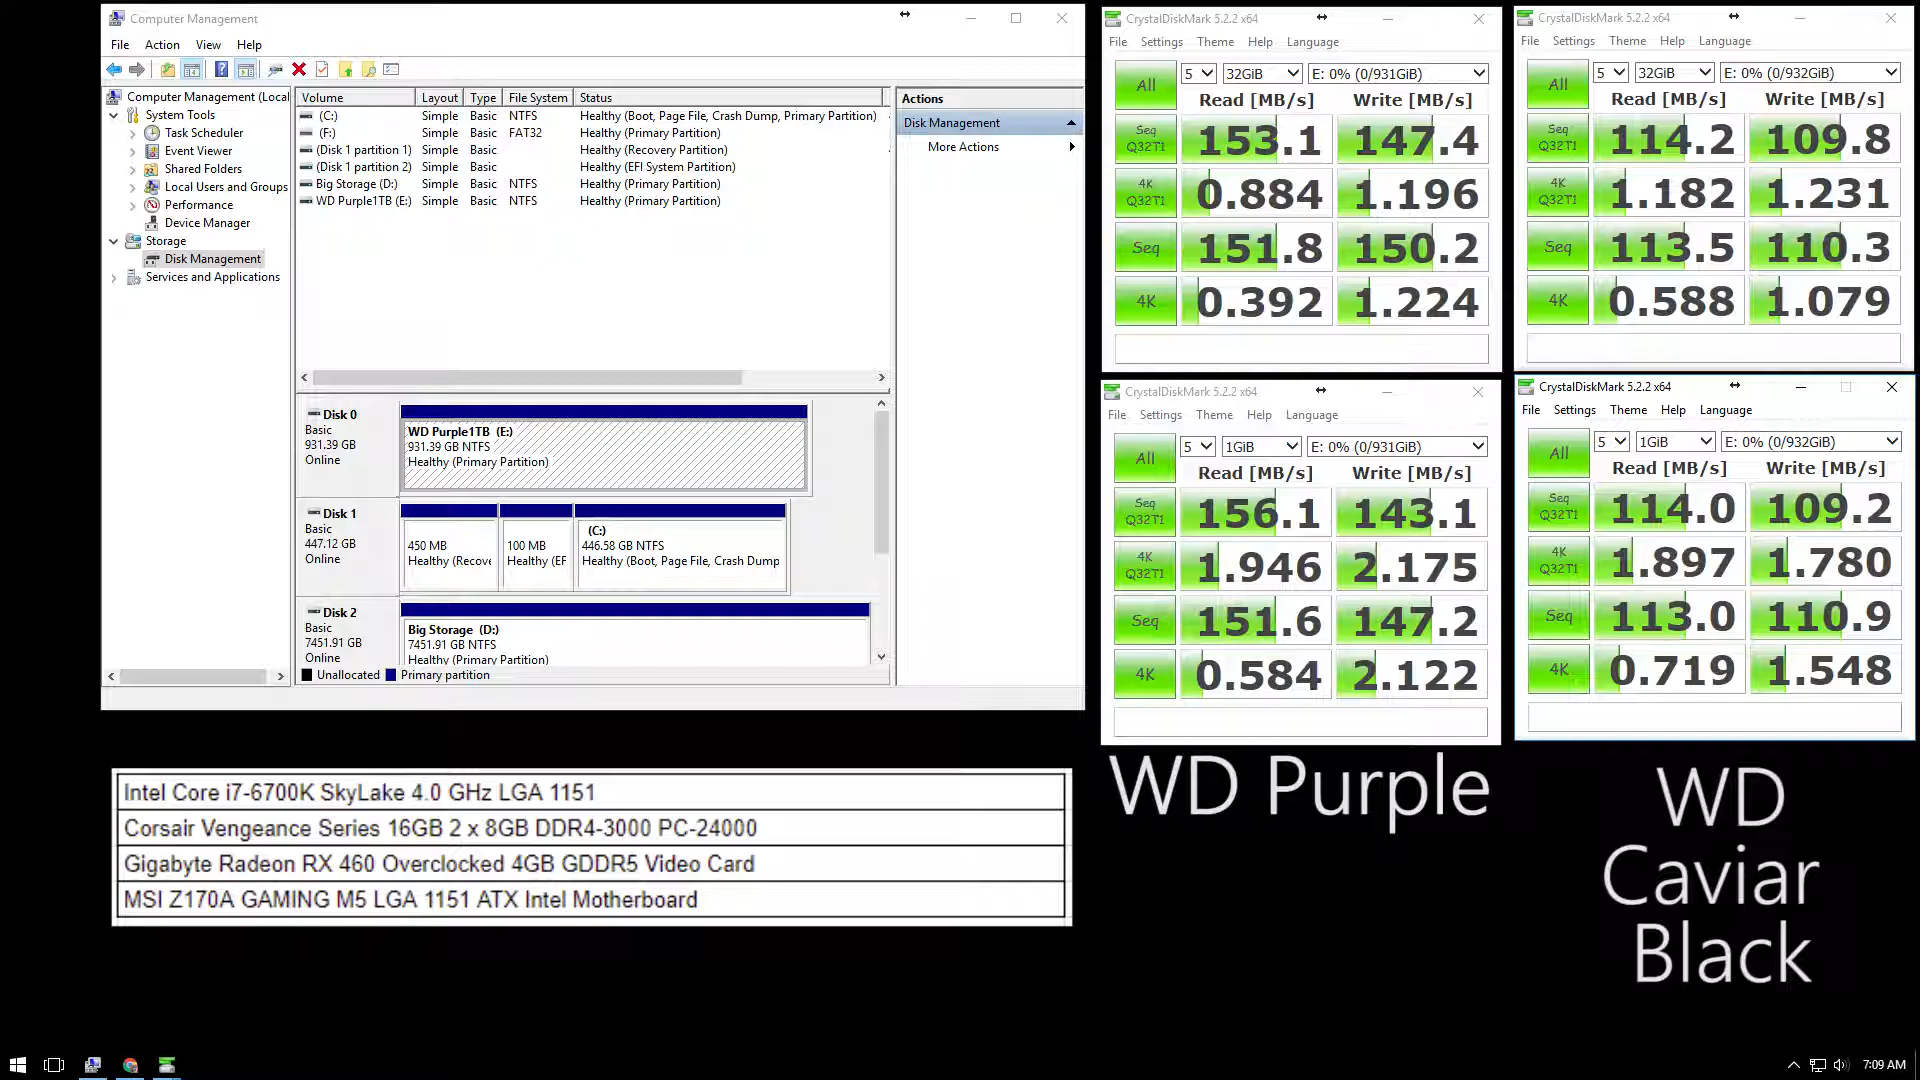 Computer Management
File Action View Help
Computer Management (Local
System Tools
Task Scheduler
Event Viewer
Shared Folders
Local Users and Groups
Performance
Device Manager
Storage
Disk Management
Services and Applications
Volume Layout Type File System Status
(C:) Simple Basic NTFS Healthy (Boot, Page File, Crash Dump, Primary Partition)
(F:) Simple Basic FAT32 Healthy (Primary Partition)
(Disk 1 partition 1) Simple Basic Healthy (Recovery Partition)
(Disk 1 partition 2) Simple Basic Healthy (EFI System Partition)
Big Storage (D:) Simple Basic NTFS Healthy (Primary Partition)
WD Purple1TB (E:) Simple Basic NTFS Healthy (Primary Partition)
Actions
Disk Management
More Actions
Disk 0
Basic
931.39 GB
Online
WD Purple1TB (E:)
931.39 GB NTFS
Healthy (Primary Partition)
Disk 1
Basic
447.12 GB
Online
450 MB
Healthy (Recove
100 MB
Healthy (EF
(C:)
446.58 GB NTFS
Healthy (Boot, Page File, Crash Dump
Disk 2
Basic
7451.91 GB
Online
Big Storage (D:)
7451.91 GB NTFS
Healthy (Primary Partition)
Unallocated Primary partition
CrystalDiskMark 5.2.2 x64
File Settings Theme Help Language
All 5 32GiB E: 0% (0/931GiB)
Read [MB/s] Write [MB/s]
Seq Q32T1 153.1 147.4
4K Q32T1 0.884 1.196
Seq 151.8 150.2
4K 0.392 1.224
CrystalDiskMark 5.2.2 x64
File Settings Theme Help Language
All 5 32GiB E: 0% (0/932GiB)
Read [MB/s] Write [MB/s]
Seq Q32T1 114.2 109.8
4K Q32T1 1.182 1.231
Seq 113.5 110.3
4K 0.588 1.079
CrystalDiskMark 5.2.2 x64
File Settings Theme Help Language
All 5 1GiB E: 0% (0/931GiB)
Read [MB/s] Write [MB/s]
Seq Q32T1 156.1 143.1
4K Q32T1 1.946 2.175
Seq 151.6 147.2
4K 0.584 2.122
CrystalDiskMark 5.2.2 x64
File Settings Theme Help Language
All 5 1GiB E: 0% (0/932GiB)
Read [MB/s] Write [MB/s]
Seq Q32T1 114.0 109.2
4K Q32T1 1.897 1.780
Seq 113.0 110.9
4K 0.719 1.548
WD Purple
WD
Caviar
Black
Intel Core i7-6700K SkyLake 4.0 GHz LGA 1151
Corsair Vengeance Series 16GB 2 x 8GB DDR4-3000 PC-24000
Gigabyte Radeon RX 460 Overclocked 4GB GDDR5 Video Card
MSI Z170A GAMING M5 LGA 1151 ATX Intel Motherboard
7:09 AM